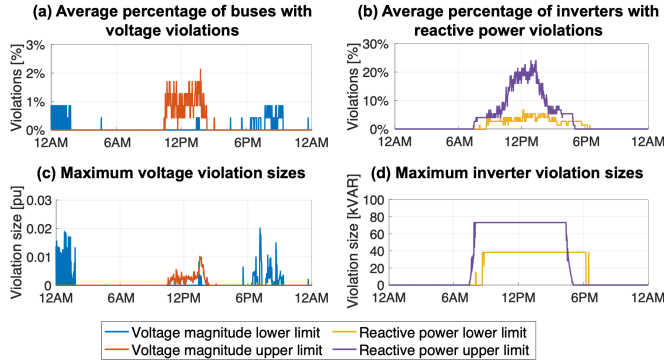 (a) Average percentage of buses with
voltage violations
Violations [%]
3%
2%
1%
0%
12AM 6AM 12PM 6PM 12AM
(b) Average percentage of inverters with
reactive power violations
Violations [%]
30%
20%
10%
0%
12AM 6AM 12PM 6PM 12AM
(c) Maximum voltage violation sizes
Violation size [pu]
0.03
0.02
0.01
0
12AM 6AM 12PM 6PM 12AM
(d) Maximum inverter violation sizes
Violation size [kVAR]
100
80
60
40
20
0
12AM 6AM 12PM 6PM 12AM
Voltage magnitude lower limit
Voltage magnitude upper limit
Reactive power lower limit
Reactive power upper limit